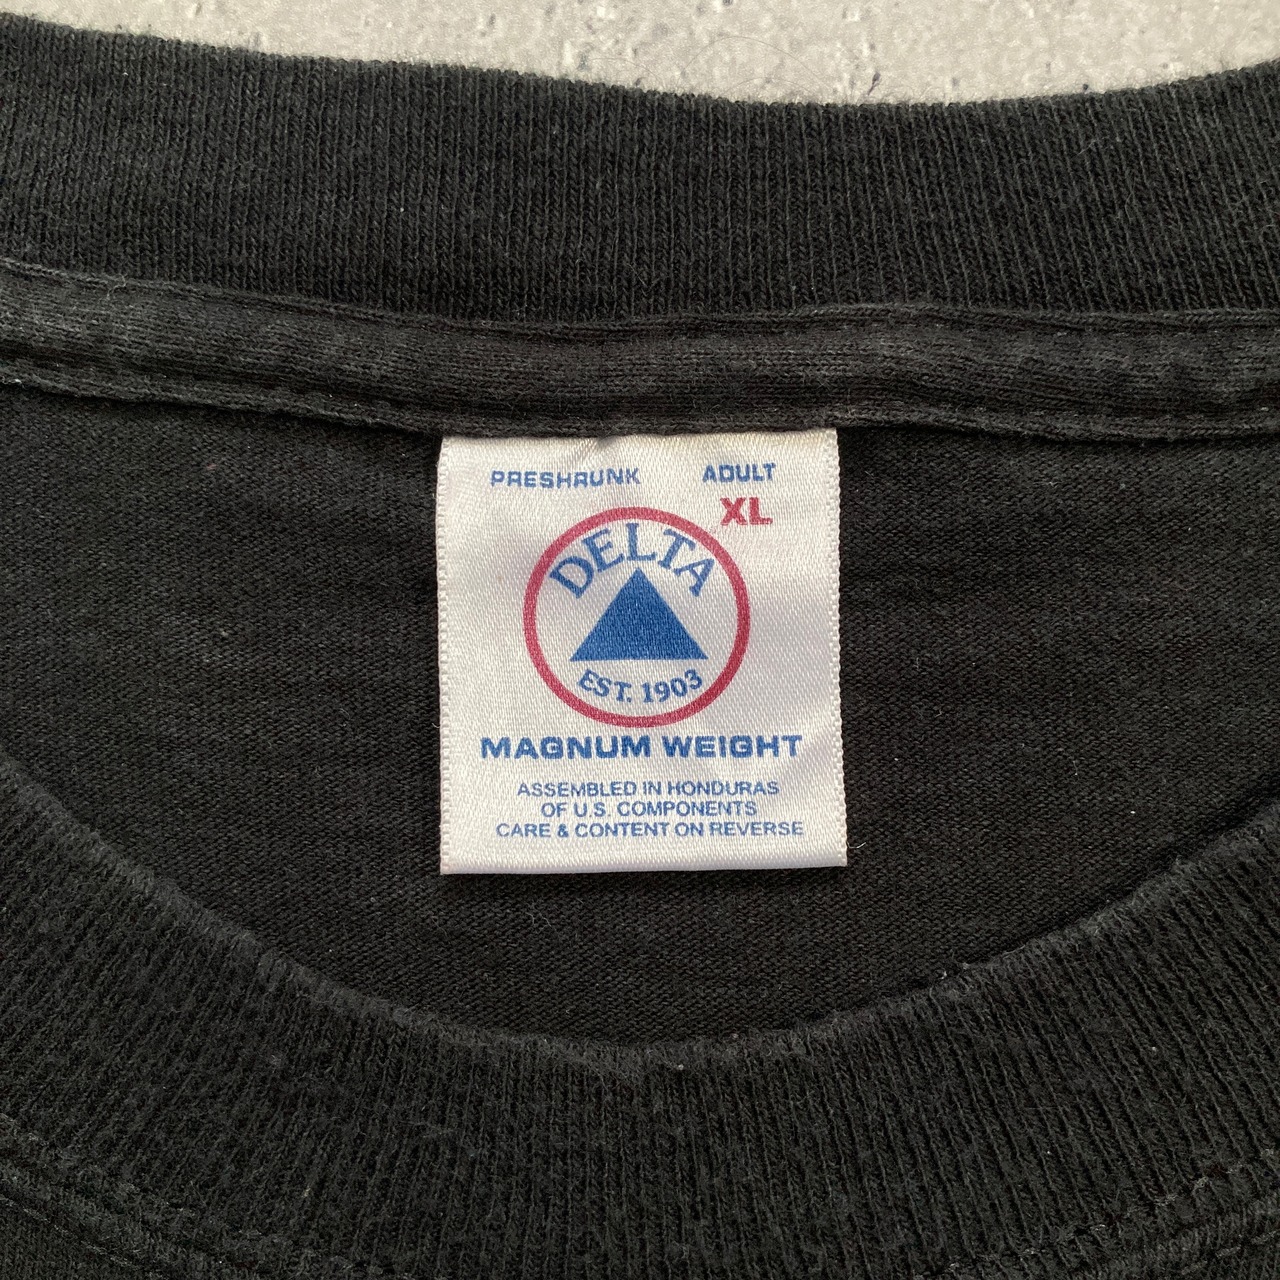 PRESHRUNK ADULT
XL
DELTA
EST. 1903
MAGNUM WEIGHT
ASSEMBLED IN HONDURAS
OF U.S. COMPONENTS
CARE & CONTENT ON REVERSE